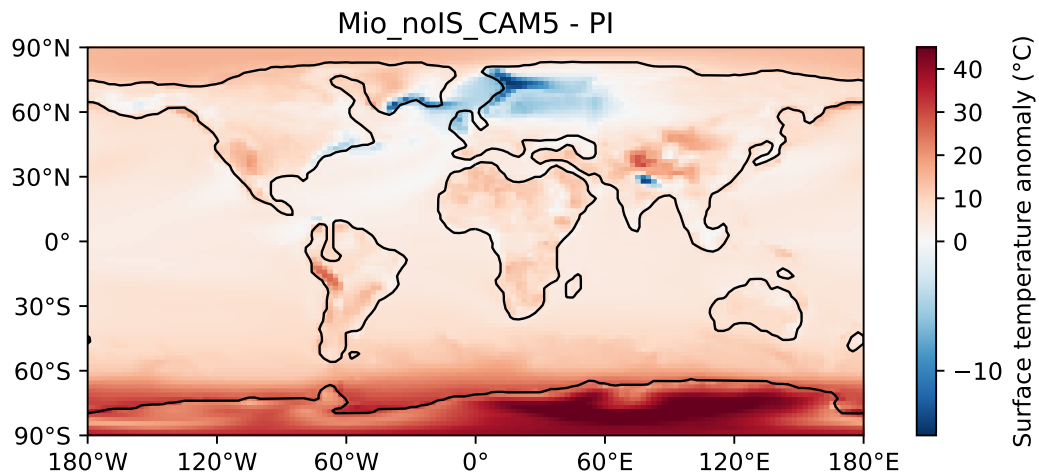 Mio_noIS_CAM5 - PI
90°N
60°N
30°N
0°
30°S
60°S
90°S
180°W
120°W
60°W
0°
60°E
120°E
180°E
40
30
20
10
0
−10
Surface temperature anomaly (°C)